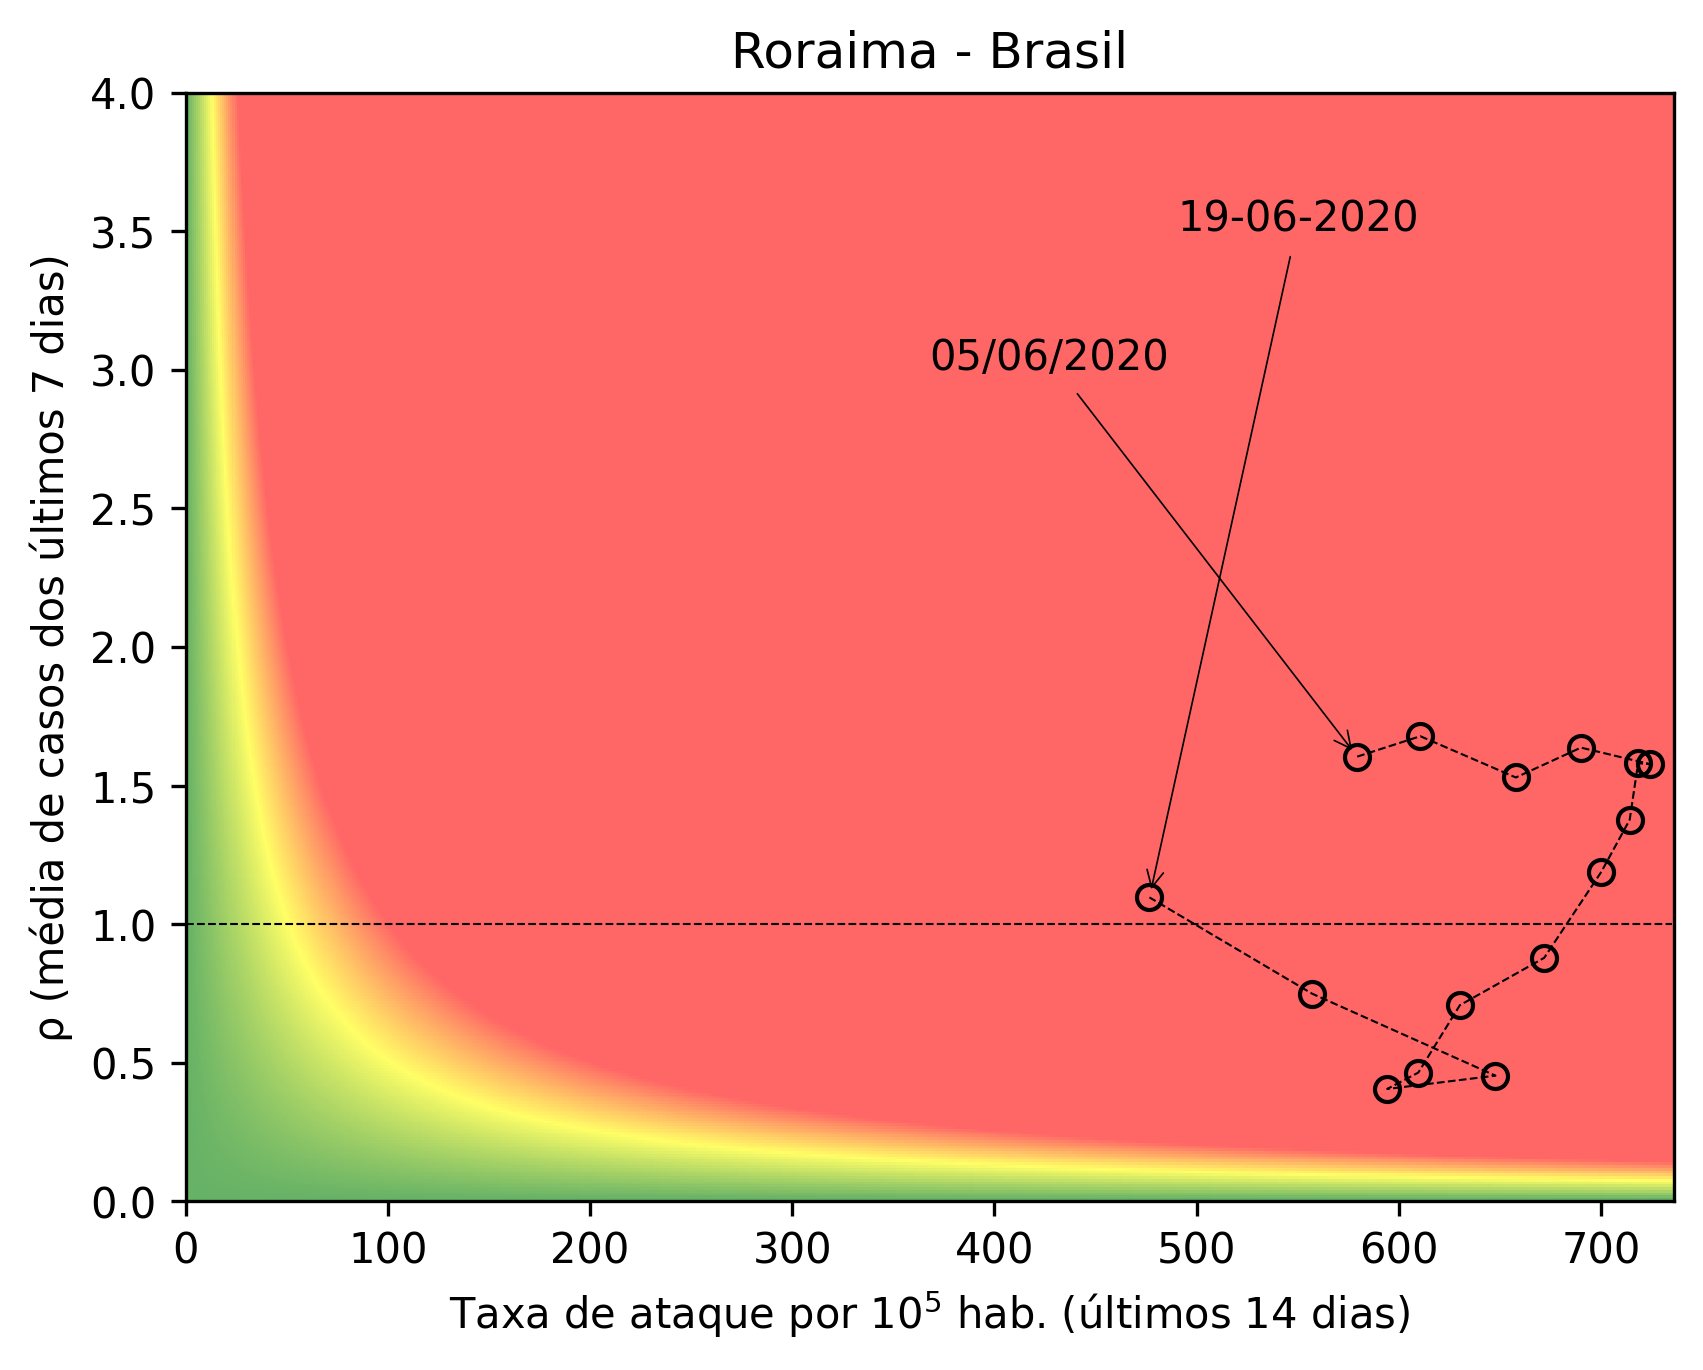 Roraima - Brasil
4.0
3.5
3.0
2.5
2.0
1.5
1.0
0.5
0.0
ρ (média de casos dos últimos 7 dias)
19-06-2020
05/06/2020
0 100 200 300 400 500 600 700
Taxa de ataque por 10⁵ hab. (últimos 14 dias)